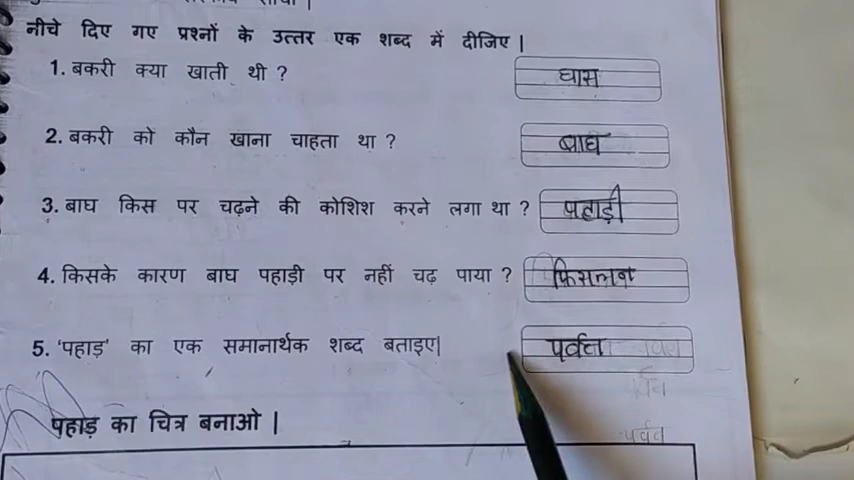 नीचे दिए गए प्रश्नों के उत्तर एक शब्द में दीजिए |
1. बकरी क्या खाती थी ? घास
2. बकरी को कौन खाना चाहता था ? बाघ
3. बाघ किस पर चढ़ने की कोशिश करने लगा था ? पहाड़ी
4. किसके कारण बाघ पहाड़ी पर नहीं चढ़ पाया ? फिसलन
5. 'पहाड़' का एक समानार्थक शब्द बताइए| पर्वत
पहाड़ का चित्र बनाओ |